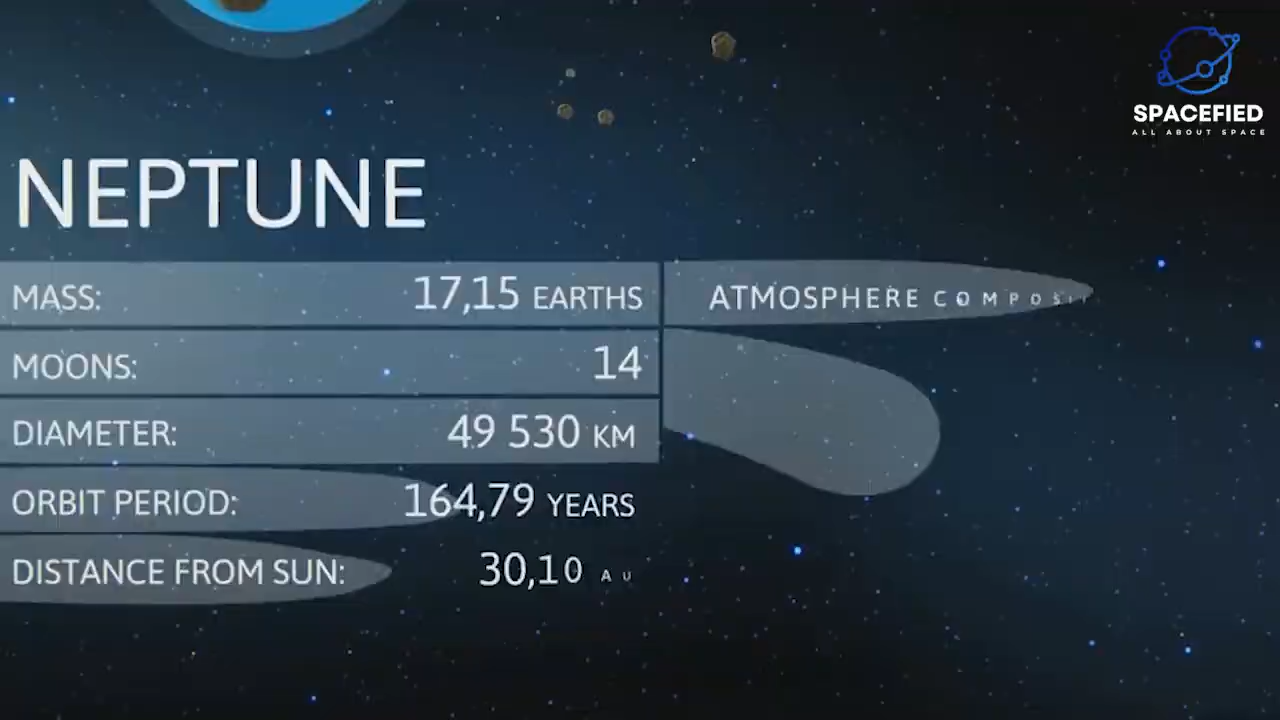 SPACEFIED
ALL ABOUT SPACE
NEPTUNE
MASS: 17,15 EARTHS
ATMOSPHERE
MOONS: 14
DIAMETER: 49 530 KM
ORBIT PERIOD: 164,79 YEARS
DISTANCE FROM SUN: 30,10 AU